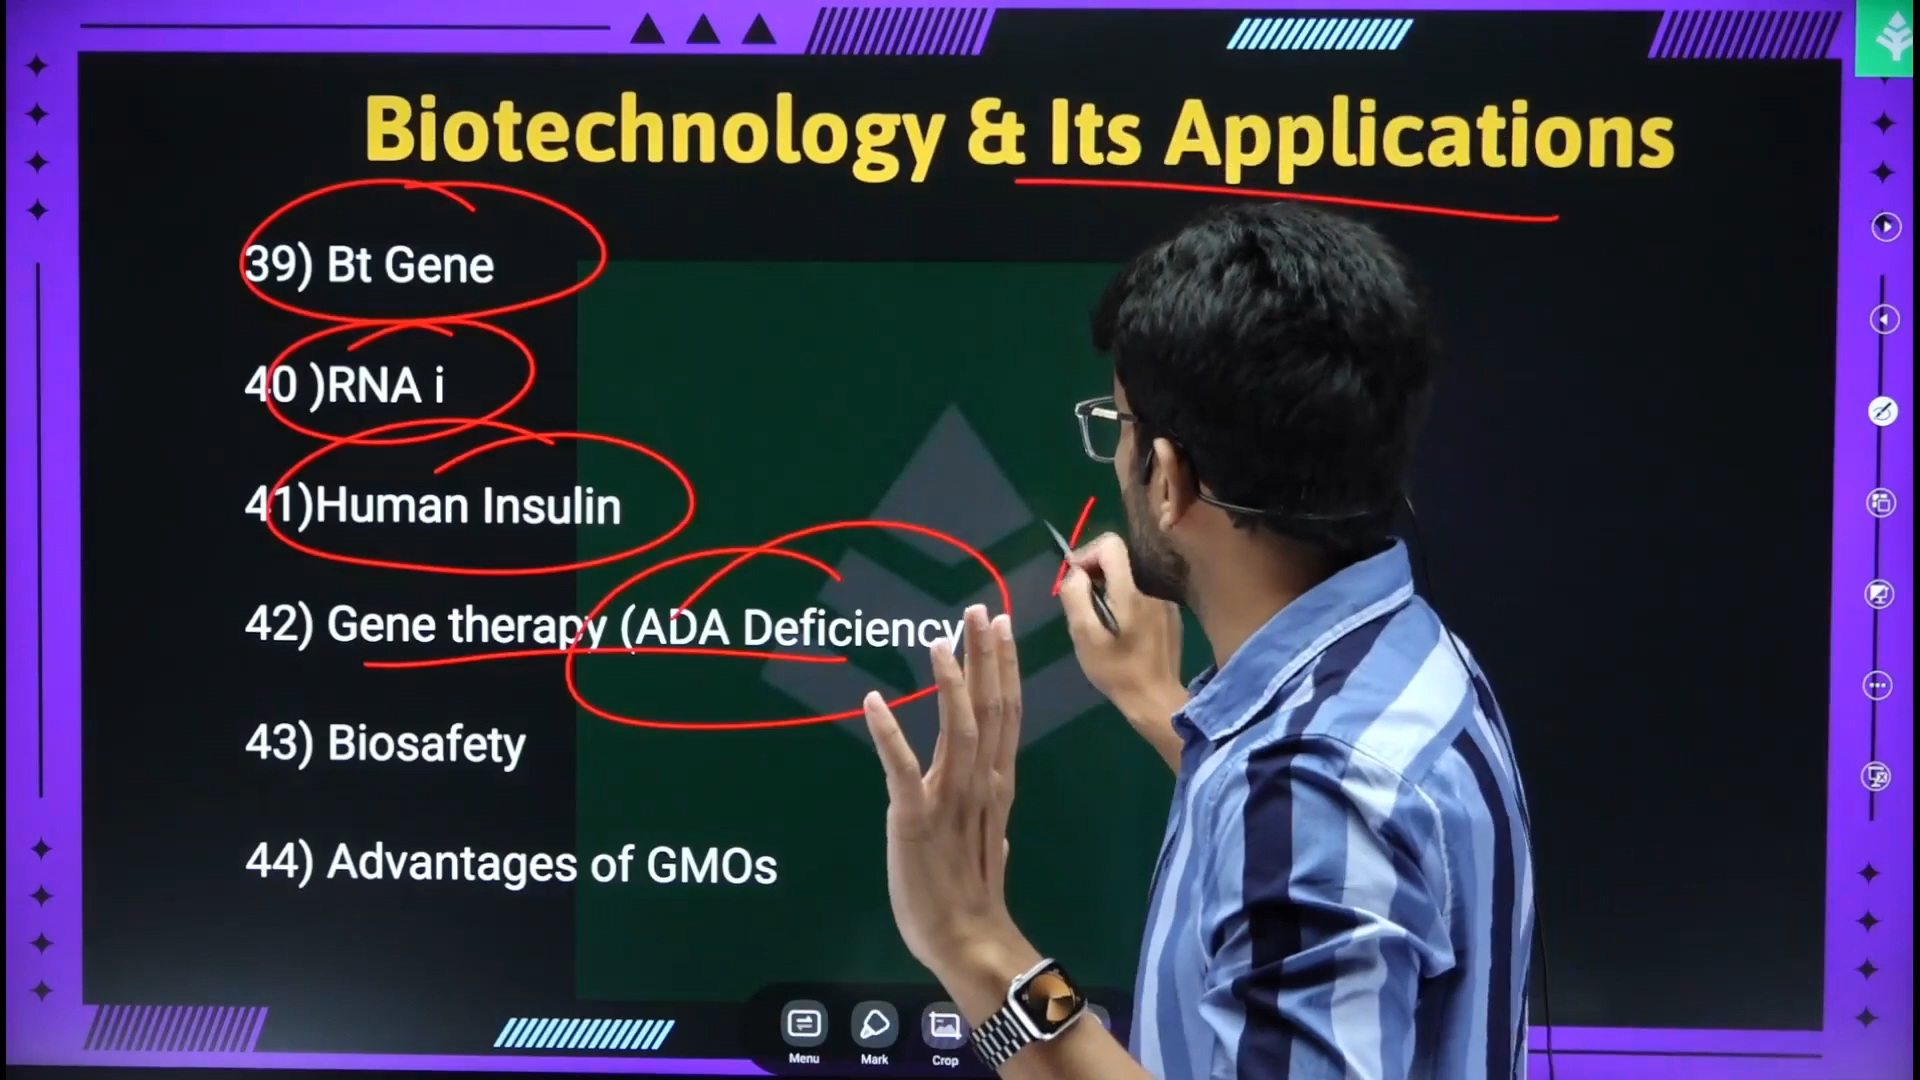 Biotechnology & Its Applications
39) Bt Gene
40 )RNA i
41)Human Insulin
42) Gene therapy (ADA Deficiency
43) Biosafety
44) Advantages of GMOs
Menu Mark Crop